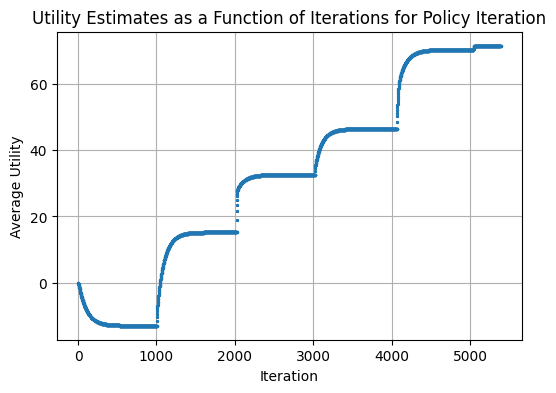 Utility Estimates as a Function of Iterations for Policy Iteration
Average Utility
60
40
20
0
0 1000 2000 3000 4000 5000
Iteration